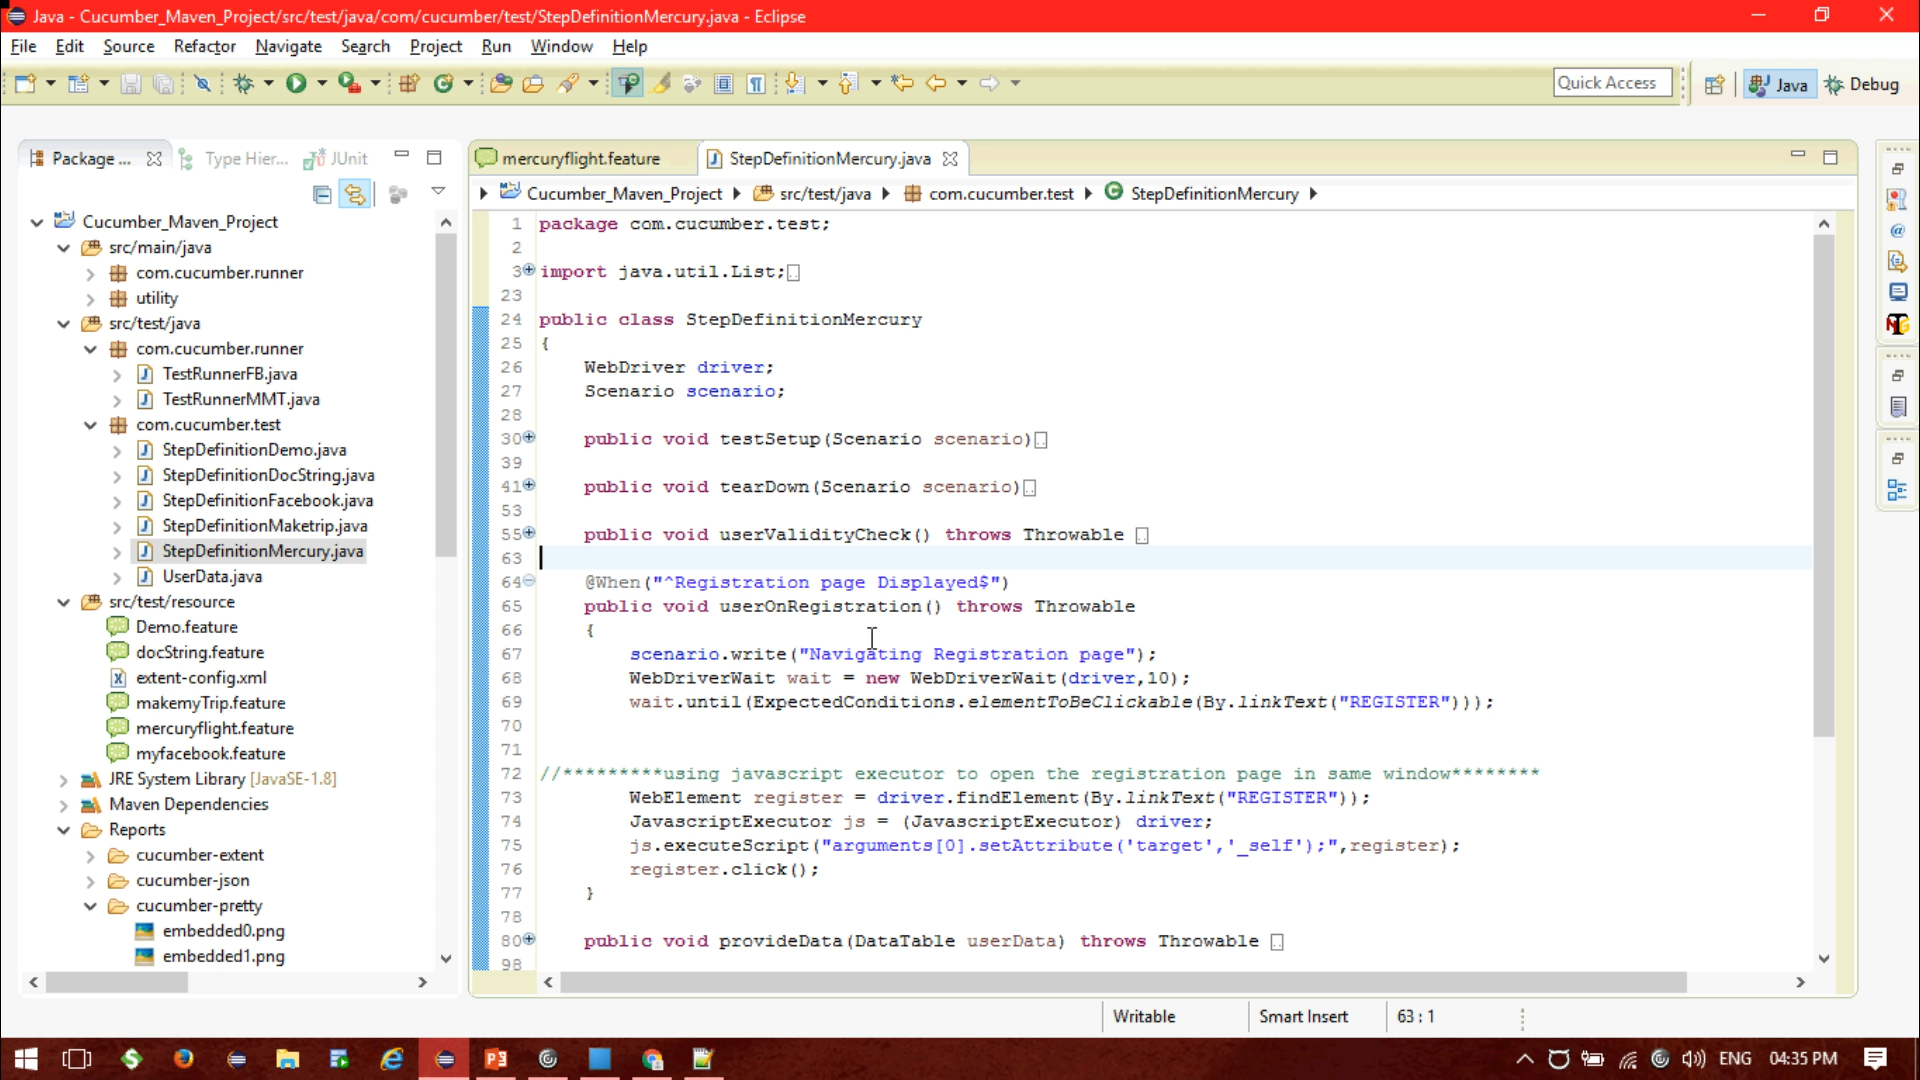 Java - Cucumber_Maven_Project/src/test/java/com/cucumber/test/StepDefinitionMercury.java - Eclipse
File Edit Source Refactor Navigate Search Project Run Window Help
Quick Access Java Debug
Package ... Type Hier... JUnit
mercuryflight.feature StepDefinitionMercury.java
Cucumber_Maven_Project src/test/java com.cucumber.test StepDefinitionMercury
Cucumber_Maven_Project
src/main/java
com.cucumber.runner
utility
src/test/java
com.cucumber.runner
TestRunnerFB.java
TestRunnerMMT.java
com.cucumber.test
StepDefinitionDemo.java
StepDefinitionDocString.java
StepDefinitionFacebook.java
StepDefinitionMaketrip.java
StepDefinitionMercury.java
UserData.java
src/test/resource
Demo.feature
docString.feature
extent-config.xml
makemyTrip.feature
mercuryflight.feature
myfacebook.feature
JRE System Library [JavaSE-1.8]
Maven Dependencies
Reports
cucumber-extent
cucumber-json
cucumber-pretty
embedded0.png
embedded1.png
1 package com.cucumber.test;
2
3 import java.util.List;
23
24 public class StepDefinitionMercury
25 {
26 WebDriver driver;
27 Scenario scenario;
28
30 public void testSetup(Scenario scenario)
39
41 public void tearDown(Scenario scenario)
53
55 public void userValidityCheck() throws Throwable
63
64 @When("^Registration page Displayed$")
65 public void userOnRegistration() throws Throwable
66 {
67 scenario.write("Navigating Registration page");
68 WebDriverWait wait = new WebDriverWait(driver,10);
69 wait.until(ExpectedConditions.elementToBeClickable(By.linkText("REGISTER")));
70
71
72 //*********using javascript executor to open the registration page in same window********
73 WebElement register = driver.findElement(By.linkText("REGISTER"));
74 JavascriptExecutor js = (JavascriptExecutor) driver;
75 js.executeScript("arguments[0].setAttribute('target','_self');",register);
76 register.click();
77 }
78
80 public void provideData(DataTable userData) throws Throwable
98
Writable Smart Insert 63 : 1
ENG 04:35 PM